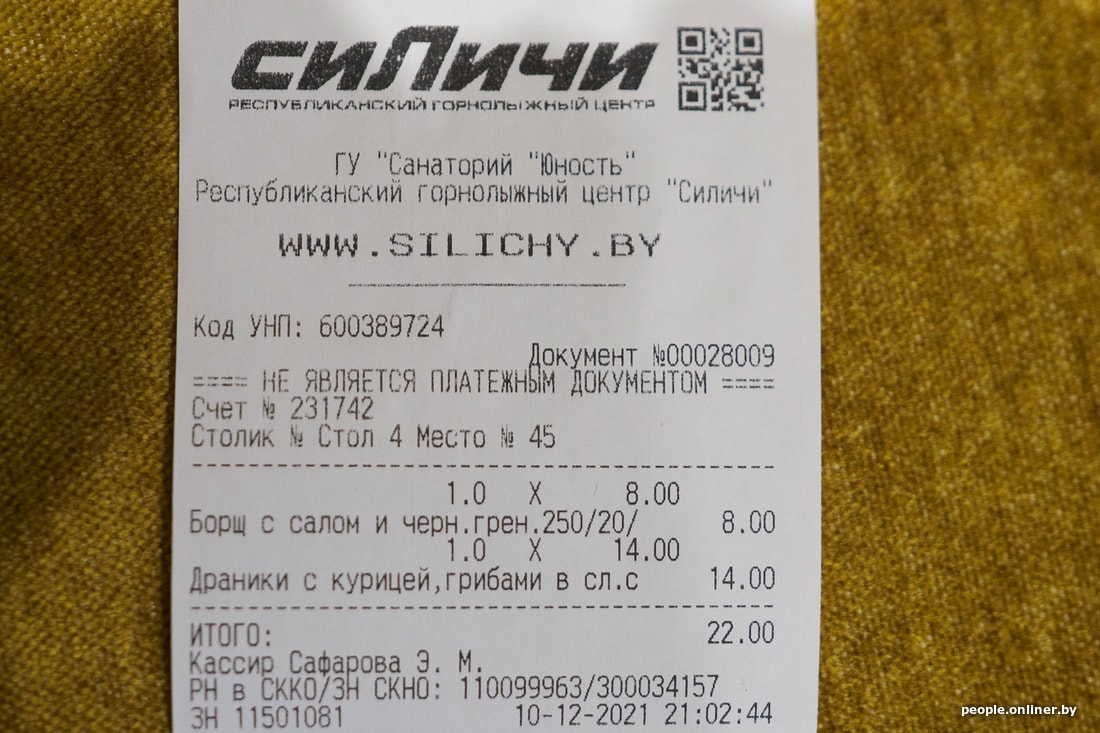 СИЛИЧИ
РЕСПУБЛИКАНСКИЙ ГОРНОЛЫЖНЫЙ ЦЕНТР
ГУ "Санаторий "Юность"
Республиканский горнолыжный центр "Силичи"
WWW.SILICHY.BY
Код УНП: 600389724
Документ №00028009
==== НЕ ЯВЛЯЕТСЯ ПЛАТЕЖНЫМ ДОКУМЕНТОМ ====
Счет № 231742
Столик № Стол 4 Место № 45
1.0 X 8.00
Борщ с салом и черн.грен.250/20/ 8.00
1.0 X 14.00
Драники с курицей,грибами в сл.с 14.00
ИТОГО: 22.00
Кассир Сафарова Э. М.
РН в СККО/ЗН СКНО: 110099963/300034157
ЗН 11501081 10-12-2021 21:02:44
people.onliner.by